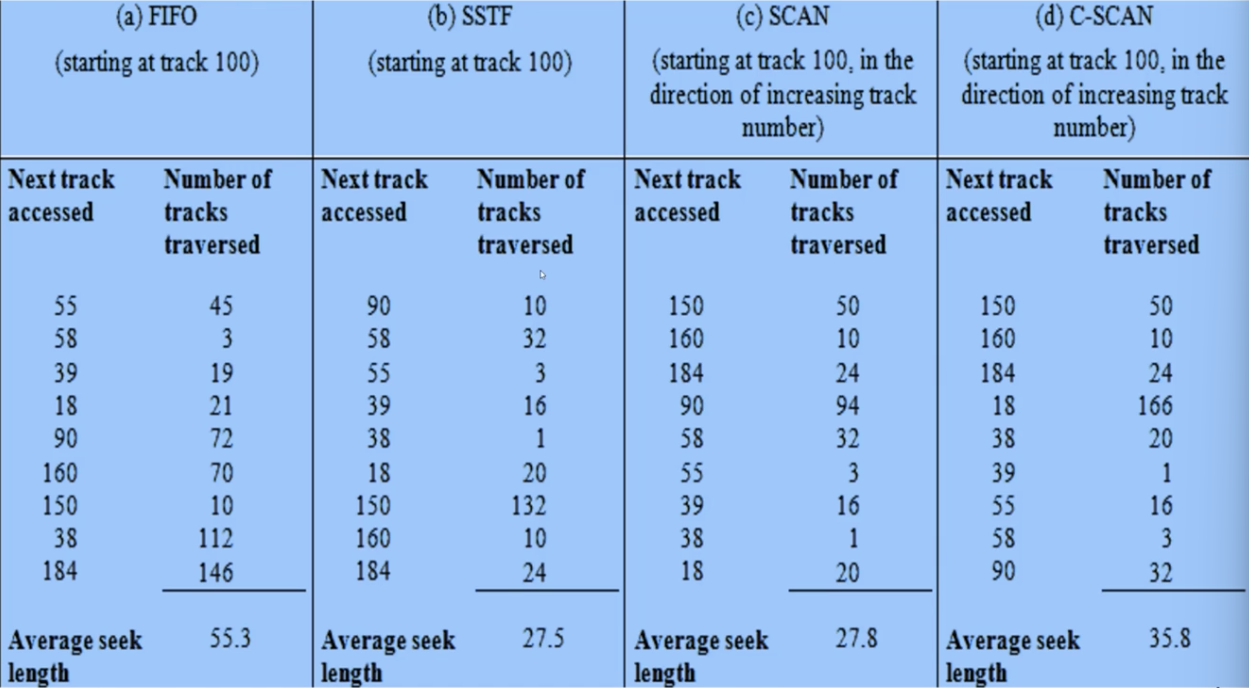 (a) FIFO (b) SSTF (c) SCAN (d) C-SCAN
(starting at track 100) (starting at track 100) (starting at track 100, in the direction of increasing track number) (starting at track 100, in the direction of increasing track number)
Next track accessed Number of tracks traversed Next track accessed Number of tracks traversed Next track accessed Number of tracks traversed Next track accessed Number of tracks traversed
55 45 90 10 150 50 150 50
58 3 58 32 160 10 160 10
39 19 55 3 184 24 184 24
18 21 39 16 90 94 18 166
90 72 38 1 58 32 38 20
160 70 18 20 55 3 39 1
150 10 150 132 39 16 55 16
38 112 160 10 38 1 58 3
184 146 184 24 18 20 90 32
Average seek length 55.3 Average seek length 27.5 Average seek length 27.8 Average seek length 35.8